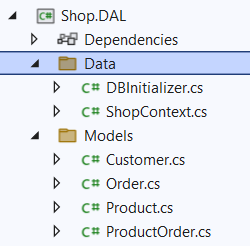 Shop.DAL
Dependencies
Data
DBInitializer.cs
ShopContext.cs
Models
Customer.cs
Order.cs
Product.cs
ProductOrder.cs